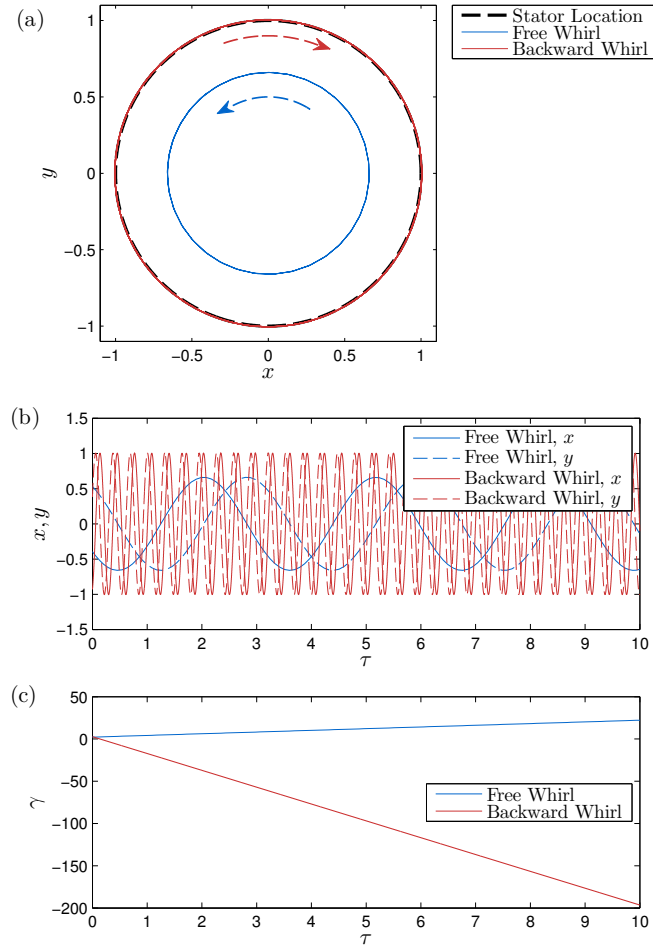 (a)
1
0.5
0
−0.5
−1
y
−1
−0.5
0
0.5
1
x
Stator Location
Free Whirl
Backward Whirl
(b)
1.5
1
0.5
0
−0.5
−1
−1.5
x, y
0
1
2
3
4
5
6
7
8
9
10
τ
Free Whirl, x
Free Whirl, y
Backward Whirl, x
Backward Whirl, y
(c)
50
0
−50
−100
−150
−200
γ
0
1
2
3
4
5
6
7
8
9
10
τ
Free Whirl
Backward Whirl